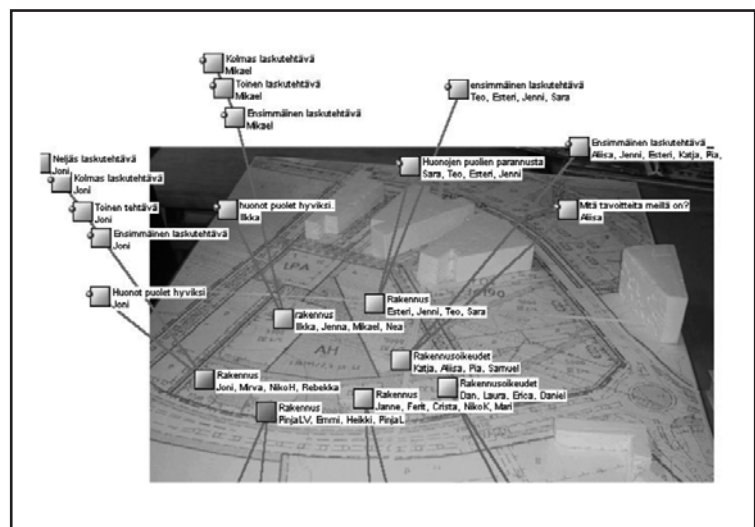 Kolmas laskutehtävä
Mikael
Toinen laskutehtävä
Mikael
Ensimmäinen laskutehtävä
Mikael
ensimmäinen laskutehtävä
Teo, Esteri, Jenni, Sara
Ensimmäinen laskutehtävä
Aliisa, Jenni, Esteri, Katja, Pia,
Neljäs laskutehtävä
Joni
Kolmas laskutehtävä
Joni
Toinen tehtävä
Joni
Ensimmäinen laskutehtävä
Joni
Huonojen puolien parannusta
Sara, Teo, Esteri, Jenni
huonot puolet hyviksi.
Ilkka
Mitä tavoitteita meillä on?
Aliisa
Huonot puolet hyviksi
Joni
LPA
Rakennus
Esteri, Jenni, Teo, Sara
rakennus
Ilkka, Jenna, Mikael, Nea
AH
Rakennusoikeudet
Katja, Aliisa, Pia, Samuel
Rakennus
Joni, Mirva, NikoH, Rebekka
Rakennusoikeudet
Dan, Laura, Erica, Daniel
Rakennus
Janne, Ferit, Crista, NikoK, Mari
Rakennus
PinjaLV, Emmi, Heikki, PinjaL